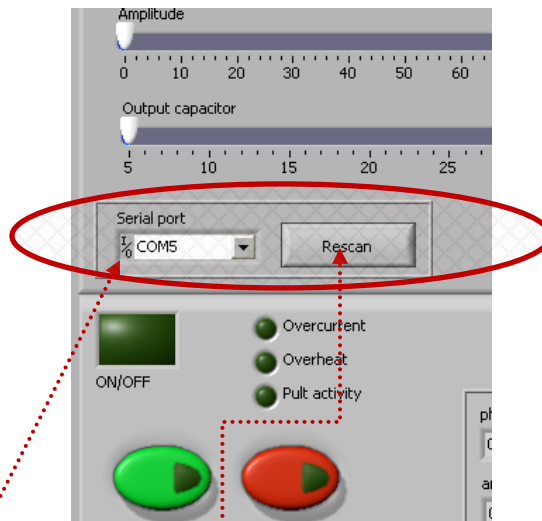 Amplitude
0 10 20 30 40 50 60
Output capacitor
5 10 15 20 25
Serial port
I/O COM5 Rescan
Overcurrent
Overheat
ON/OFF
Pult activity